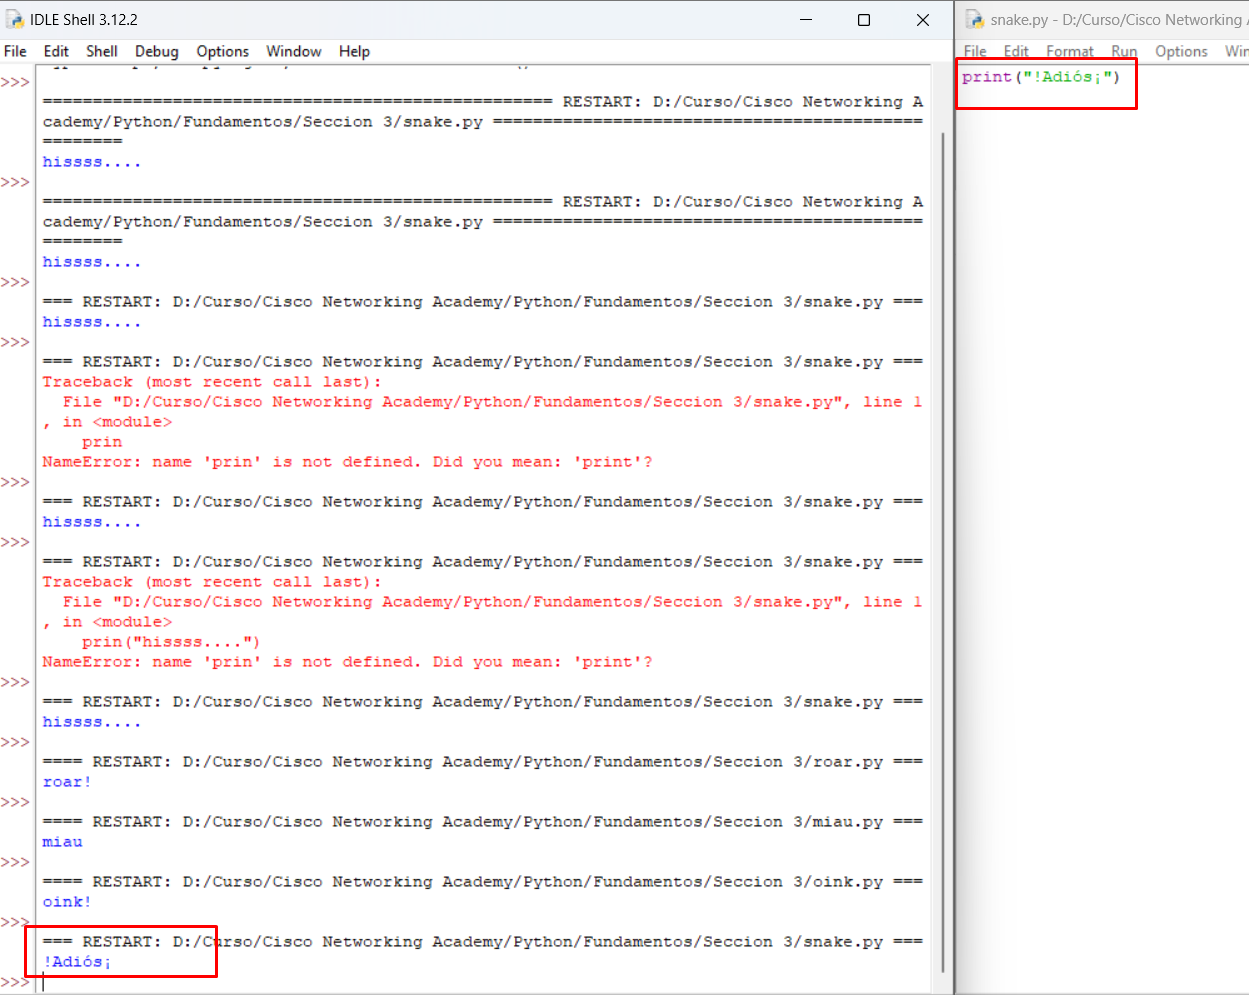 IDLE Shell 3.12.2
File Edit Shell Debug Options Window Help
>>>
==================================================== RESTART: D:/Curso/Cisco Networking A
cademy/Python/Fundamentos/Seccion 3/snake.py ===========================================
========
hissss....
>>>
==================================================== RESTART: D:/Curso/Cisco Networking A
cademy/Python/Fundamentos/Seccion 3/snake.py ===========================================
========
hissss....
>>>
=== RESTART: D:/Curso/Cisco Networking Academy/Python/Fundamentos/Seccion 3/snake.py ===
hissss....
>>>
=== RESTART: D:/Curso/Cisco Networking Academy/Python/Fundamentos/Seccion 3/snake.py ===
Traceback (most recent call last):
File "D:/Curso/Cisco Networking Academy/Python/Fundamentos/Seccion 3/snake.py", line 1
, in <module>
prin
NameError: name 'prin' is not defined. Did you mean: 'print'?
>>>
=== RESTART: D:/Curso/Cisco Networking Academy/Python/Fundamentos/Seccion 3/snake.py ===
hissss....
>>>
=== RESTART: D:/Curso/Cisco Networking Academy/Python/Fundamentos/Seccion 3/snake.py ===
Traceback (most recent call last):
File "D:/Curso/Cisco Networking Academy/Python/Fundamentos/Seccion 3/snake.py", line 1
, in <module>
prin("hissss....")
NameError: name 'prin' is not defined. Did you mean: 'print'?
>>>
=== RESTART: D:/Curso/Cisco Networking Academy/Python/Fundamentos/Seccion 3/snake.py ===
hissss....
>>>
==== RESTART: D:/Curso/Cisco Networking Academy/Python/Fundamentos/Seccion 3/roar.py ===
roar!
>>>
==== RESTART: D:/Curso/Cisco Networking Academy/Python/Fundamentos/Seccion 3/miau.py ===
miau
>>>
==== RESTART: D:/Curso/Cisco Networking Academy/Python/Fundamentos/Seccion 3/oink.py ===
oink!
>>>
=== RESTART: D:/Curso/Cisco Networking Academy/Python/Fundamentos/Seccion 3/snake.py ===
!Adiós¡
>>>
snake.py - D:/Curso/Cisco Networking
File Edit Format Run Options Win
print("!Adiós¡")